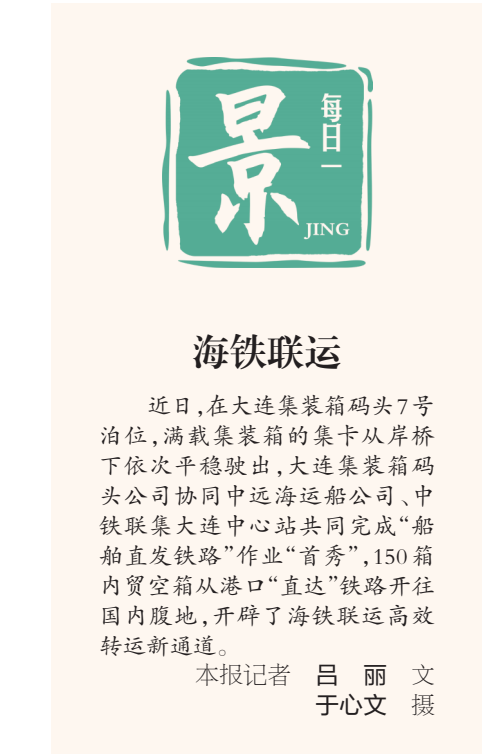 每日一
景
JING
海铁联运
近日，在大连集装箱码头7号
泊位，满载集装箱的集卡从岸桥
下依次平稳驶出，大连集装箱码
头公司协同中远海运船公司、中
铁联集大连中心站共同完成“船
舶直发铁路”作业“首秀”，150箱
内贸空箱从港口“直达”铁路开往
国内腹地，开辟了海铁联运高效
转运新通道。
本报记者 吕 丽 文
于心文 摄